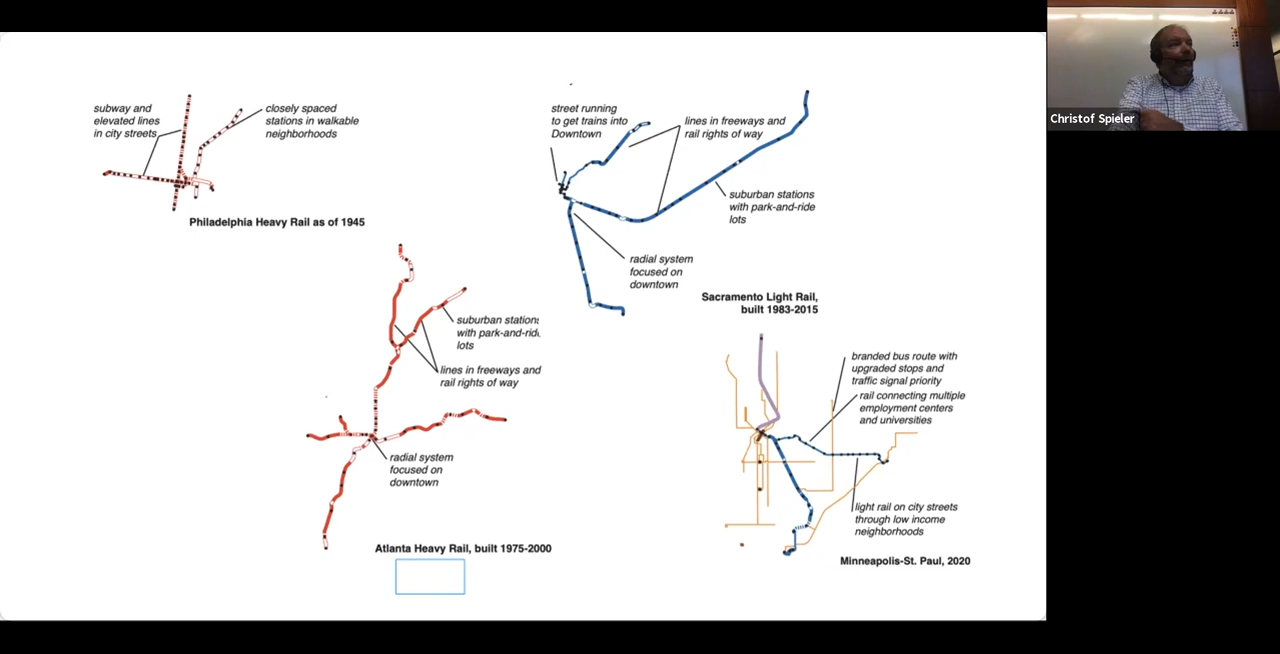 subway and
elevated lines
in city streets
closely spaced
stations in walkable
neighborhoods
Philadelphia Heavy Rail as of 1945
street running
to get trains into
Downtown
lines in freeways and
rail rights of way
suburban stations
with park-and-ride
lots
radial system
focused on
downtown
Sacramento Light Rail,
built 1983-2015
suburban stations
with park-and-ride
lots
lines in freeways and
rail rights of way
radial system
focused on
downtown
Atlanta Heavy Rail, built 1975-2000
branded bus route with
upgraded stops and
traffic signal priority
rail connecting multiple
employment centers
and universities
light rail on city streets
through low income
neighborhoods
Minneapolis-St. Paul, 2020
Christof Spieler